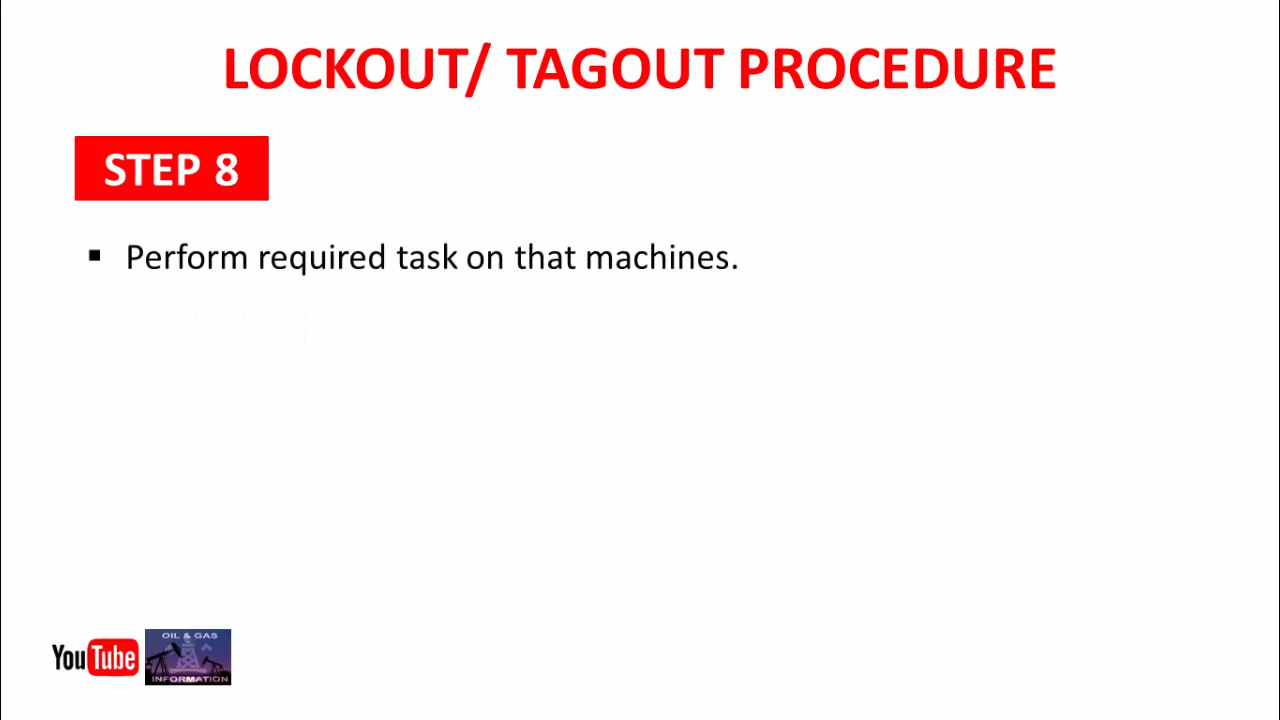 LOCKOUT/ TAGOUT PROCEDURE
STEP 8
▪ Perform required task on that machines.
YouTube
OIL & GAS
INFORMATION